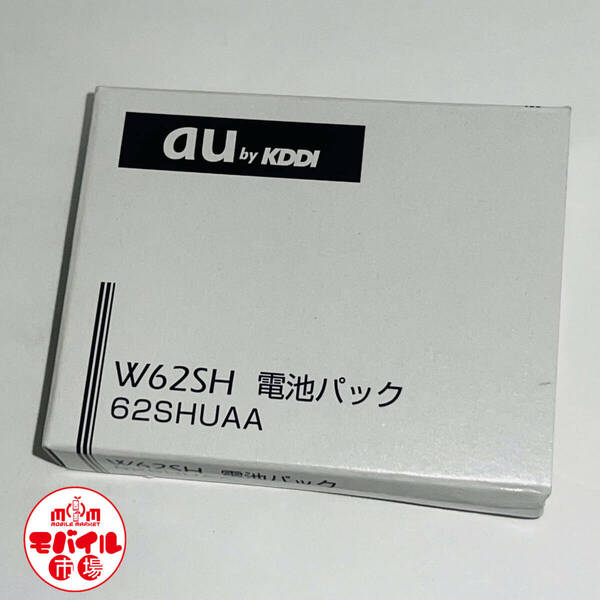 au by KDDI
W62SH 電池パック
62SHUAA
W62SH 電池パック
MOBILE MARKET
モバイル
市場